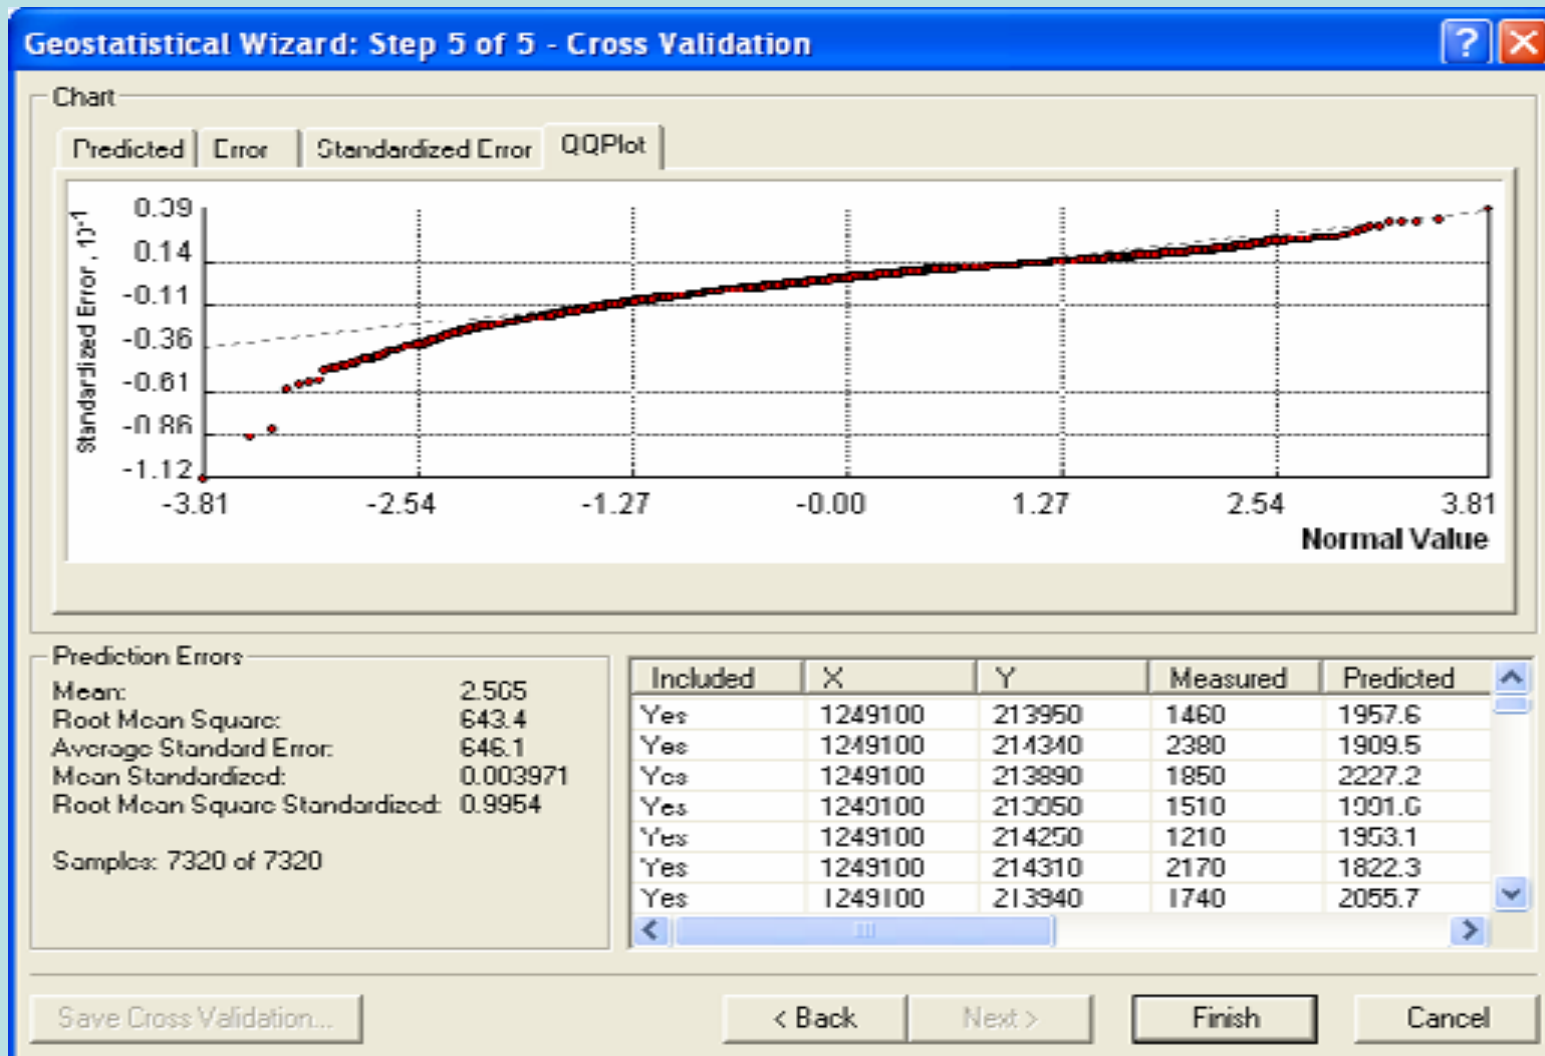 Geostatistical Wizard: Step 5 of 5 - Cross Validation
Chart
Predicted Error Standardized Error QQPlot
Standardized Error , 10-1
0.39
0.14
-0.11
-0.36
-0.61
-0.86
-1.12
-3.81 -2.54 -1.27 -0.00 1.27 2.54 3.81
Normal Value
Prediction Errors
Mean: 2.505
Root Mean Square: 643.4
Average Standard Error: 646.1
Mean Standardized: 0.003971
Root Mean Square Standardized: 0.9954
Samples: 7320 of 7320
Included X Y Measured Predicted
Yes 1249100 213950 1460 1957.6
Yes 1249100 214340 2380 1909.5
Yes 1249100 213890 1850 2227.2
Yes 1249100 213950 1510 1991.6
Yes 1249100 214250 1210 1953.1
Yes 1249100 214310 2170 1822.3
Yes 1249100 213940 1740 2055.7
Save Cross Validation... < Back Next > Finish Cancel